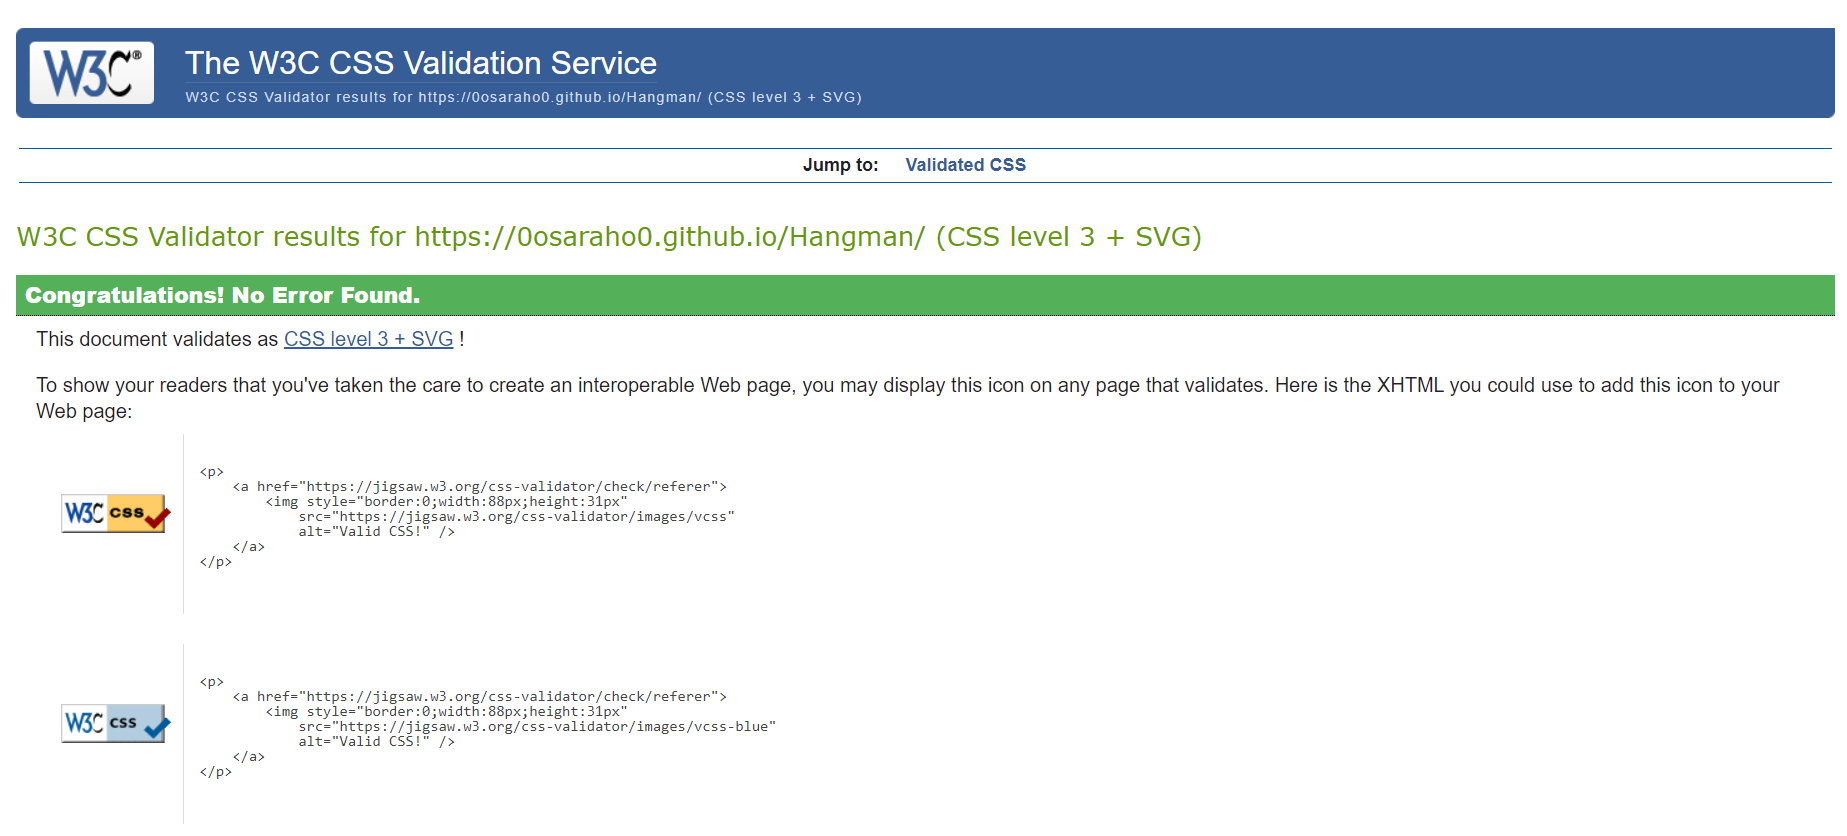 W3C®
The W3C CSS Validation Service
W3C CSS Validator results for https://0osaraho0.github.io/Hangman/ (CSS level 3 + SVG)
Jump to: Validated CSS
W3C CSS Validator results for https://0osaraho0.github.io/Hangman/ (CSS level 3 + SVG)
Congratulations! No Error Found.
This document validates as CSS level 3 + SVG !
To show your readers that you've taken the care to create an interoperable Web page, you may display this icon on any page that validates. Here is the XHTML you could use to add this icon to your
Web page:
W3C css
<p>
    <a href="https://jigsaw.w3.org/css-validator/check/referer">
        <img style="border:0;width:88px;height:31px"
            src="https://jigsaw.w3.org/css-validator/images/vcss"
            alt="Valid CSS!" />
    </a>
</p>
W3C css
<p>
    <a href="https://jigsaw.w3.org/css-validator/check/referer">
        <img style="border:0;width:88px;height:31px"
            src="https://jigsaw.w3.org/css-validator/images/vcss-blue"
            alt="Valid CSS!" />
    </a>
</p>